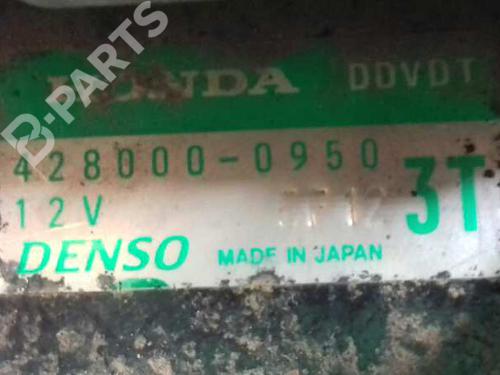 B-PARTS
HONDA DDVDT
428000-0950
12V 3T
DENSO MADE IN JAPAN